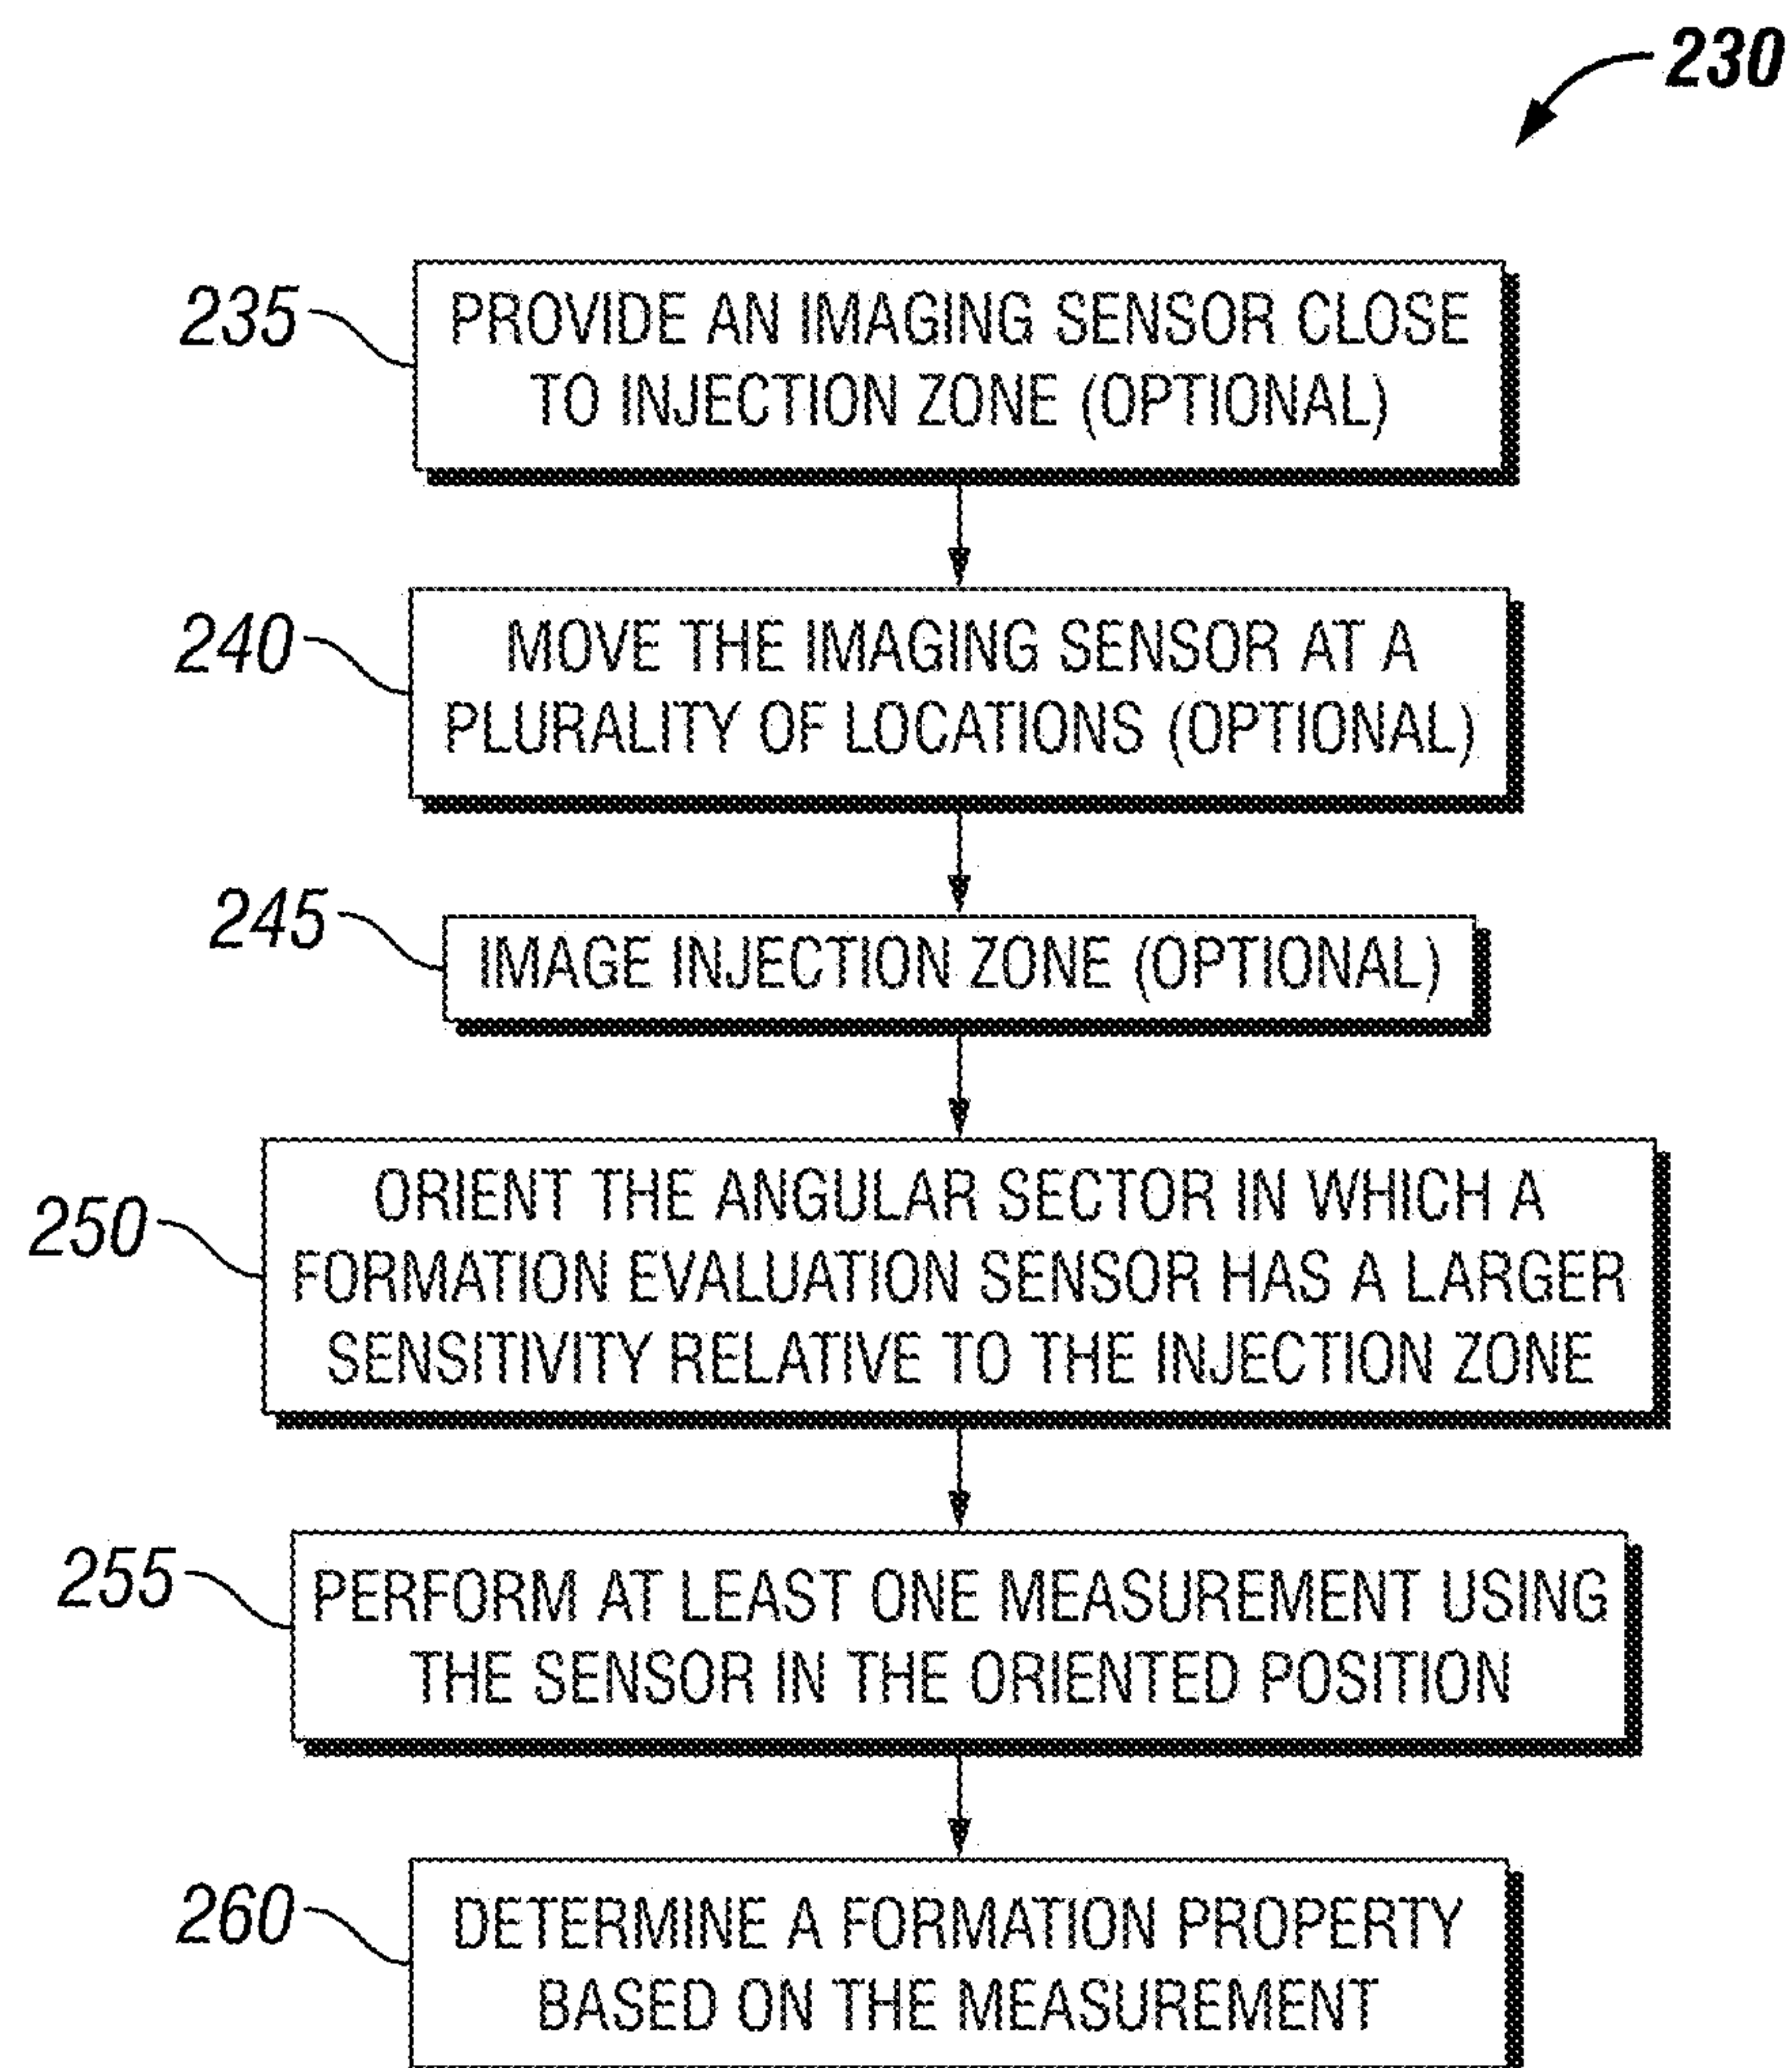 230
235
PROVIDE AN IMAGING SENSOR CLOSE
TO INJECTION ZONE (OPTIONAL)
240
MOVE THE IMAGING SENSOR AT A
PLURALITY OF LOCATIONS (OPTIONAL)
245
IMAGE INJECTION ZONE (OPTIONAL)
250
ORIENT THE ANGULAR SECTOR IN WHICH A
FORMATION EVALUATION SENSOR HAS A LARGER
SENSITIVITY RELATIVE TO THE INJECTION ZONE
255
PERFORM AT LEAST ONE MEASUREMENT USING
THE SENSOR IN THE ORIENTED POSITION
260
DETERMINE A FORMATION PROPERTY
BASED ON THE MEASUREMENT